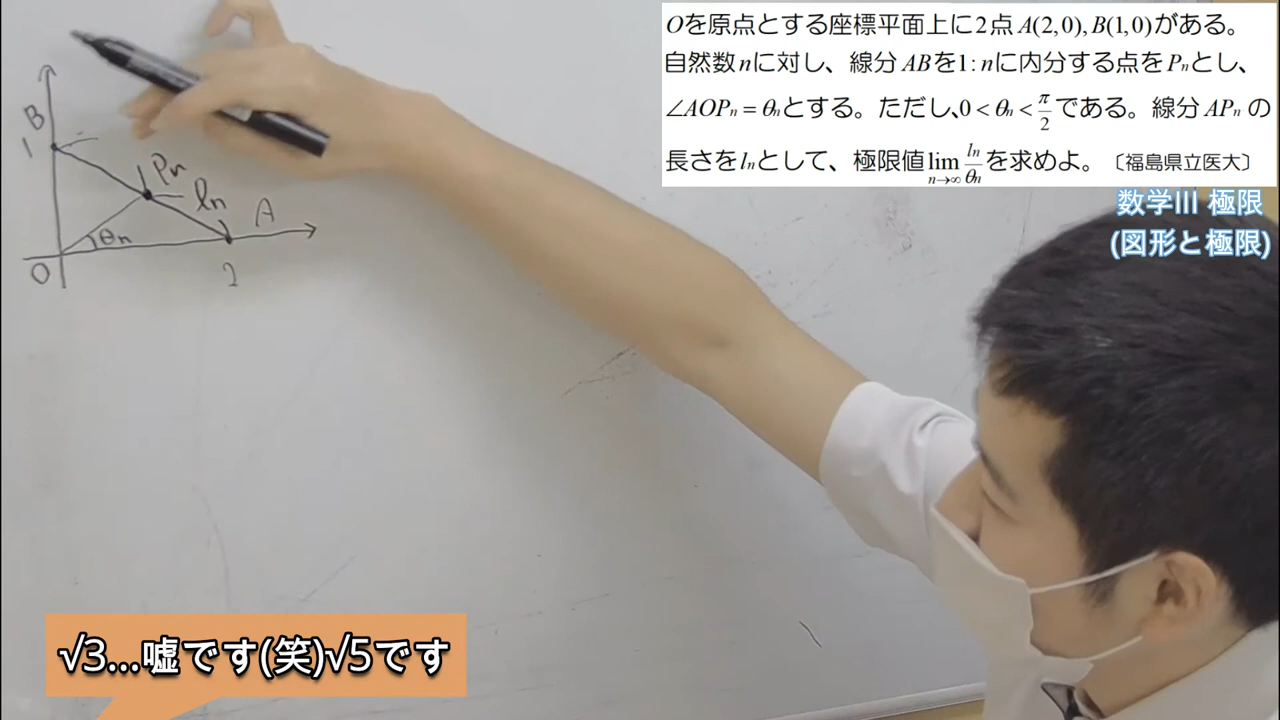 Oを原点とする座標平面上に2点A(2,0),B(1,0)がある。
自然数nに対し、線分ABを1:nに内分する点をPnとし、
∠AOPn=θnとする。ただし、0<θn<π/2である。線分APnの
長さをlnとして、極限値lim n→∞ ln/θnを求めよ。〔福島県立医大〕
数学III 極限
(図形と極限)
B
1
Pn
ln
A
θn
O
2
√3...嘘です(笑)√5です